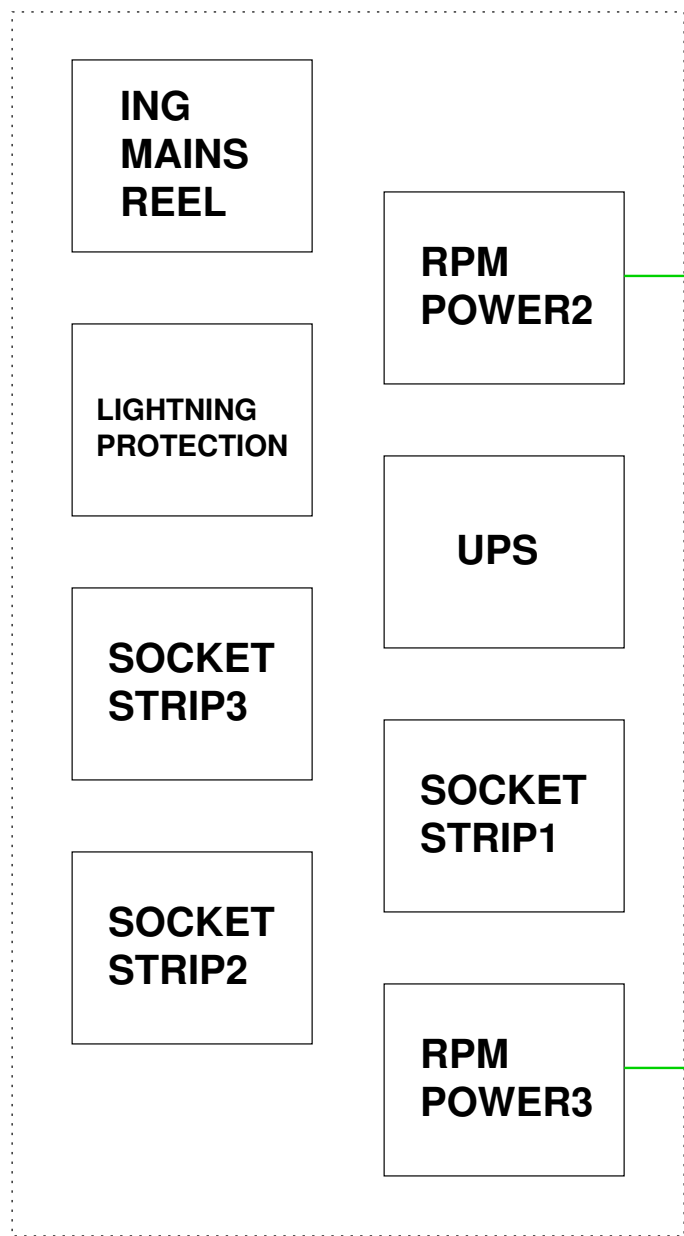 ING
MAINS
REEL
RPM
POWER2
LIGHTNING
PROTECTION
UPS
SOCKET
STRIP3
SOCKET
STRIP1
SOCKET
STRIP2
RPM
POWER3